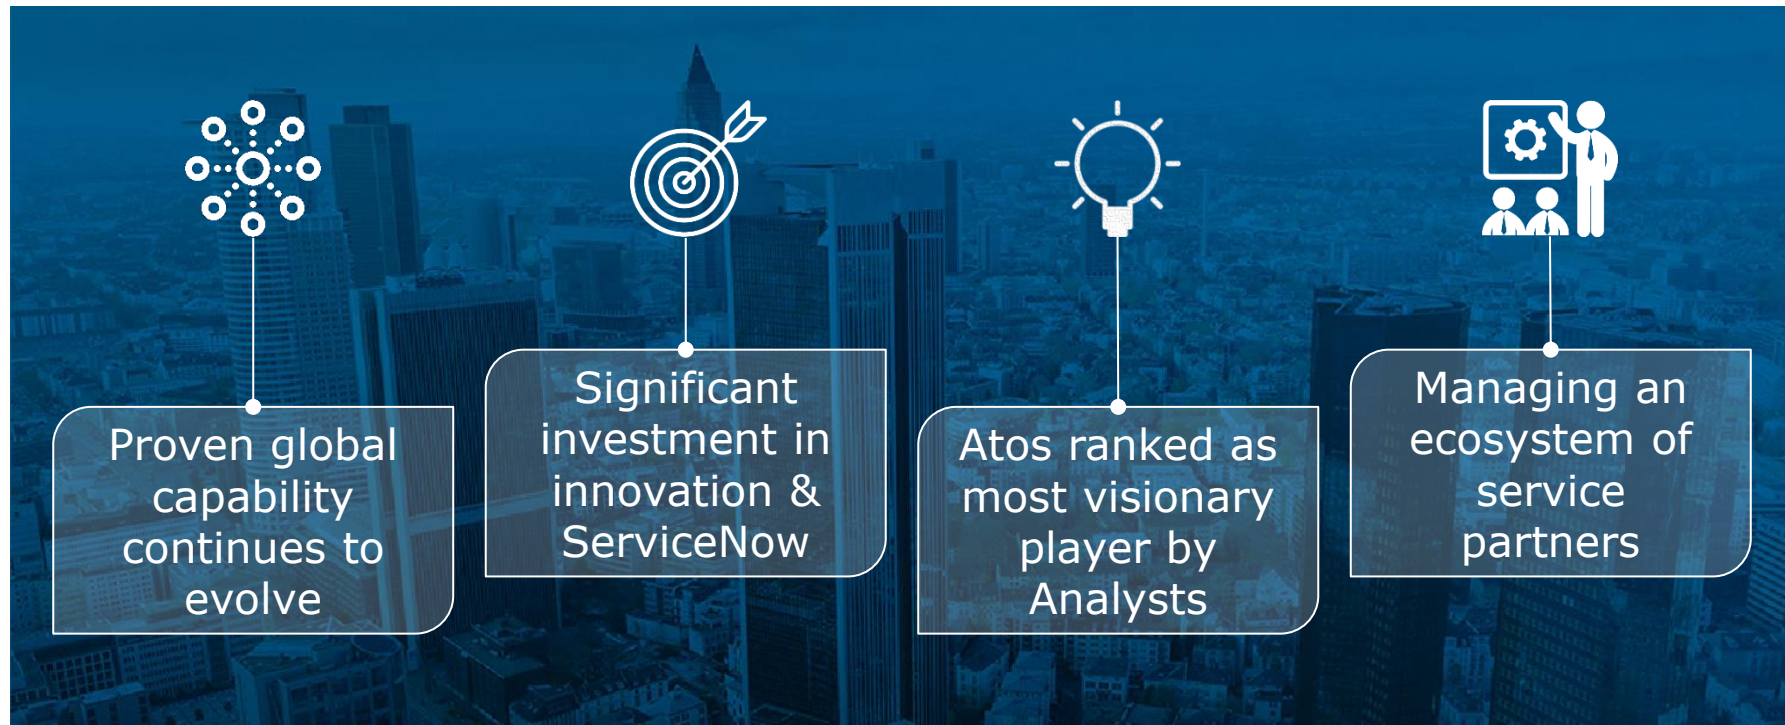 Proven global
capability
continues to
evolve
Significant
investment in
innovation &
ServiceNow
Atos ranked as
most visionary
player by
Analysts
Managing an
ecosystem of
service
partners